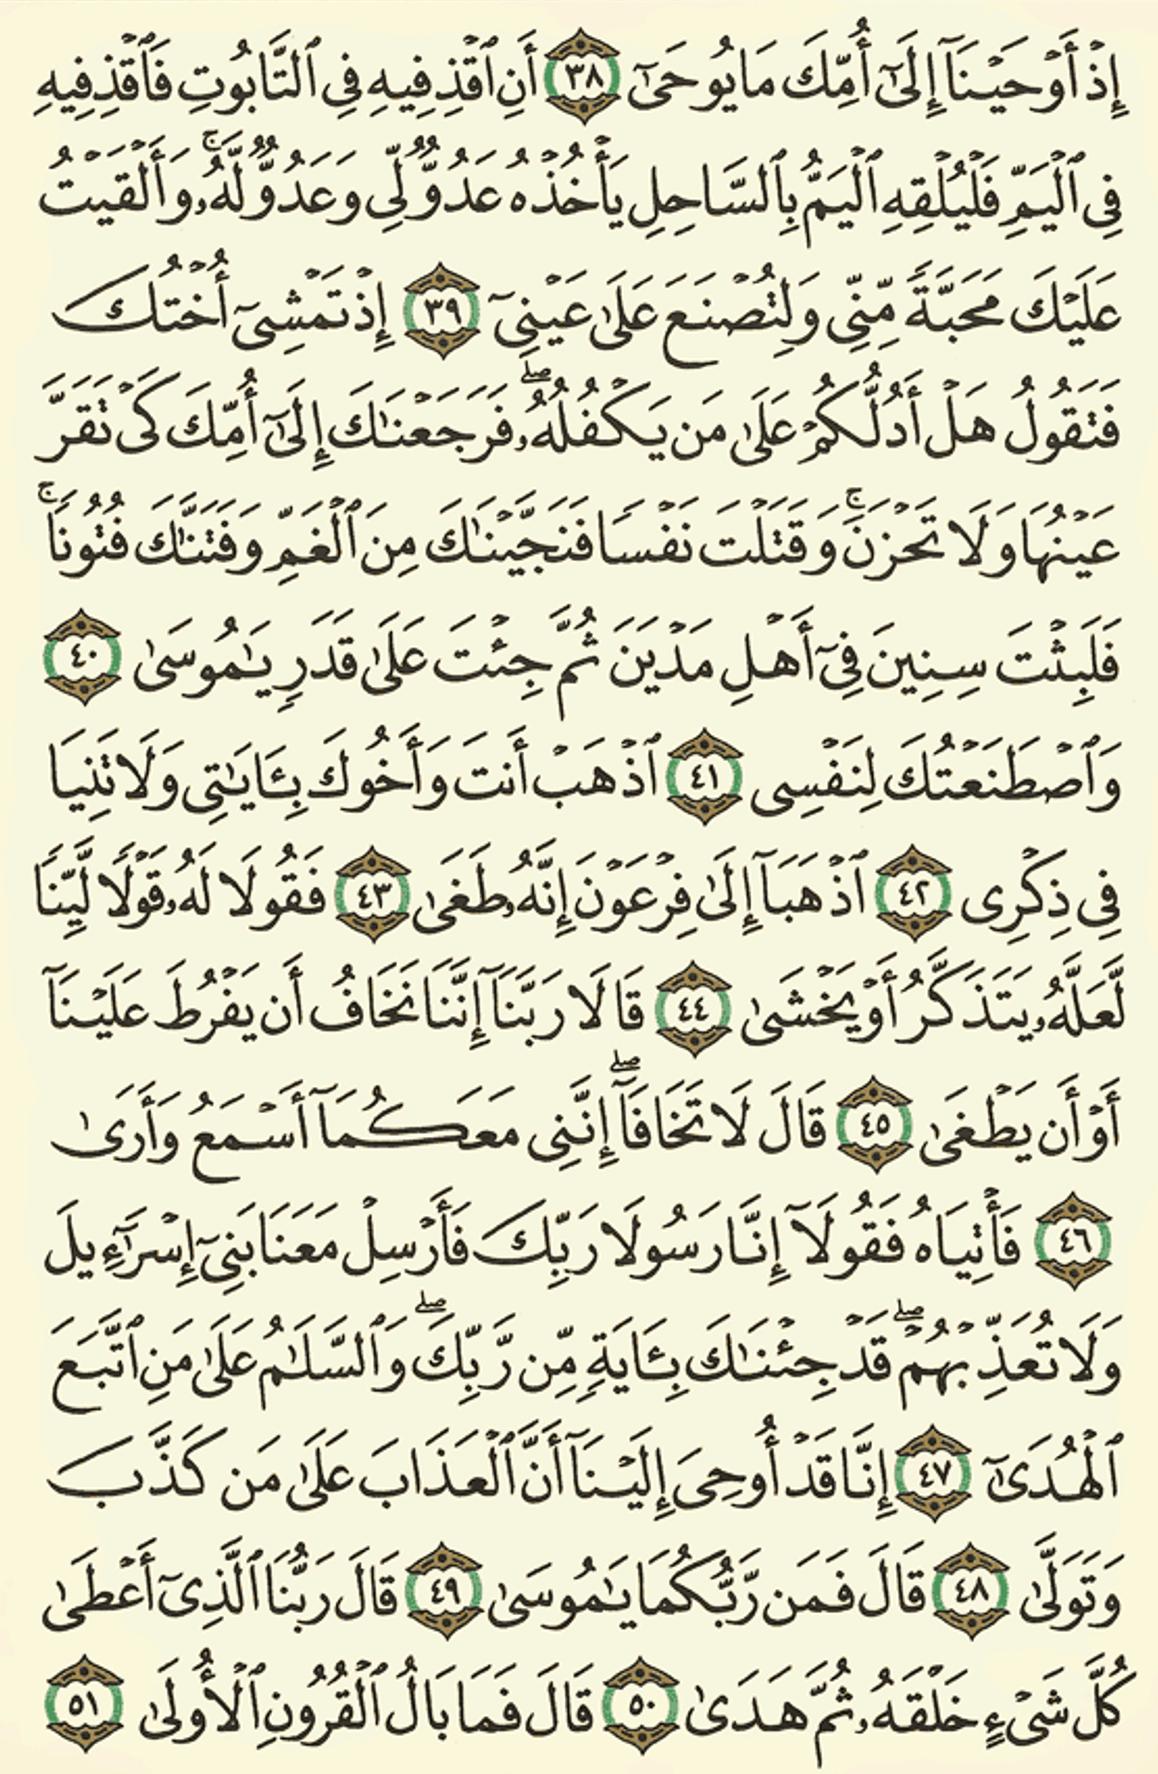 إِذْ أَوْحَيْنَآ إِلَىٰٓ أُمِّكَ مَا يُوحَىٰٓ ٣٨ أَنِ ٱقْذِفِيهِ فِى ٱلتَّابُوتِ فَٱقْذِفِيهِ
فِى ٱلْيَمِّ فَلْيُلْقِهِ ٱلْيَمُّ بِٱلسَّاحِلِ يَأْخُذْهُ عَدُوٌّ لِّى وَعَدُوٌّ لَّهُۥ ۚ وَأَلْقَيْتُ
عَلَيْكَ مَحَبَّةً مِّنِّى وَلِتُصْنَعَ عَلَىٰ عَيْنِىٓ ٣٩ إِذْ تَمْشِىٓ أُخْتُكَ
فَتَقُولُ هَلْ أَدُلُّكُمْ عَلَىٰ مَن يَكْفُلُهُۥ ۖ فَرَجَعْنَٰكَ إِلَىٰٓ أُمِّكَ كَىْ تَقَرَّ
عَيْنُهَا وَلَا تَحْزَنَ ۚ وَقَتَلْتَ نَفْسًا فَنَجَّيْنَٰكَ مِنَ ٱلْغَمِّ وَفَتَنَّٰكَ فُتُونًا ۚ
فَلَبِثْتَ سِنِينَ فِىٓ أَهْلِ مَدْيَنَ ثُمَّ جِئْتَ عَلَىٰ قَدَرٍ يَٰمُوسَىٰ ٤٠
وَٱصْطَنَعْتُكَ لِنَفْسِى ٤١ ٱذْهَبْ أَنتَ وَأَخُوكَ بِـَٔايَٰتِى وَلَا تَنِيَا
فِى ذِكْرِى ٤٢ ٱذْهَبَآ إِلَىٰ فِرْعَوْنَ إِنَّهُۥ طَغَىٰ ٤٣ فَقُولَا لَهُۥ قَوْلًا لَّيِّنًا
لَّعَلَّهُۥ يَتَذَكَّرُ أَوْ يَخْشَىٰ ٤٤ قَالَا رَبَّنَآ إِنَّنَا نَخَافُ أَن يَفْرُطَ عَلَيْنَآ
أَوْ أَن يَطْغَىٰ ٤٥ قَالَ لَا تَخَافَآ ۖ إِنَّنِى مَعَكُمَآ أَسْمَعُ وَأَرَىٰ
٤٦ فَأْتِيَاهُ فَقُولَآ إِنَّا رَسُولَا رَبِّكَ فَأَرْسِلْ مَعَنَا بَنِىٓ إِسْرَٰٓءِيلَ
وَلَا تُعَذِّبْهُمْ ۖ قَدْ جِئْنَٰكَ بِـَٔايَةٍ مِّن رَّبِّكَ ۖ وَٱلسَّلَٰمُ عَلَىٰ مَنِ ٱتَّبَعَ
ٱلْهُدَىٰٓ ٤٧ إِنَّا قَدْ أُوحِىَ إِلَيْنَآ أَنَّ ٱلْعَذَابَ عَلَىٰ مَن كَذَّبَ
وَتَوَلَّىٰ ٤٨ قَالَ فَمَن رَّبُّكُمَا يَٰمُوسَىٰ ٤٩ قَالَ رَبُّنَا ٱلَّذِىٓ أَعْطَىٰ
كُلَّ شَىْءٍ خَلْقَهُۥ ثُمَّ هَدَىٰ ٥٠ قَالَ فَمَا بَالُ ٱلْقُرُونِ ٱلْأُولَىٰ ٥١